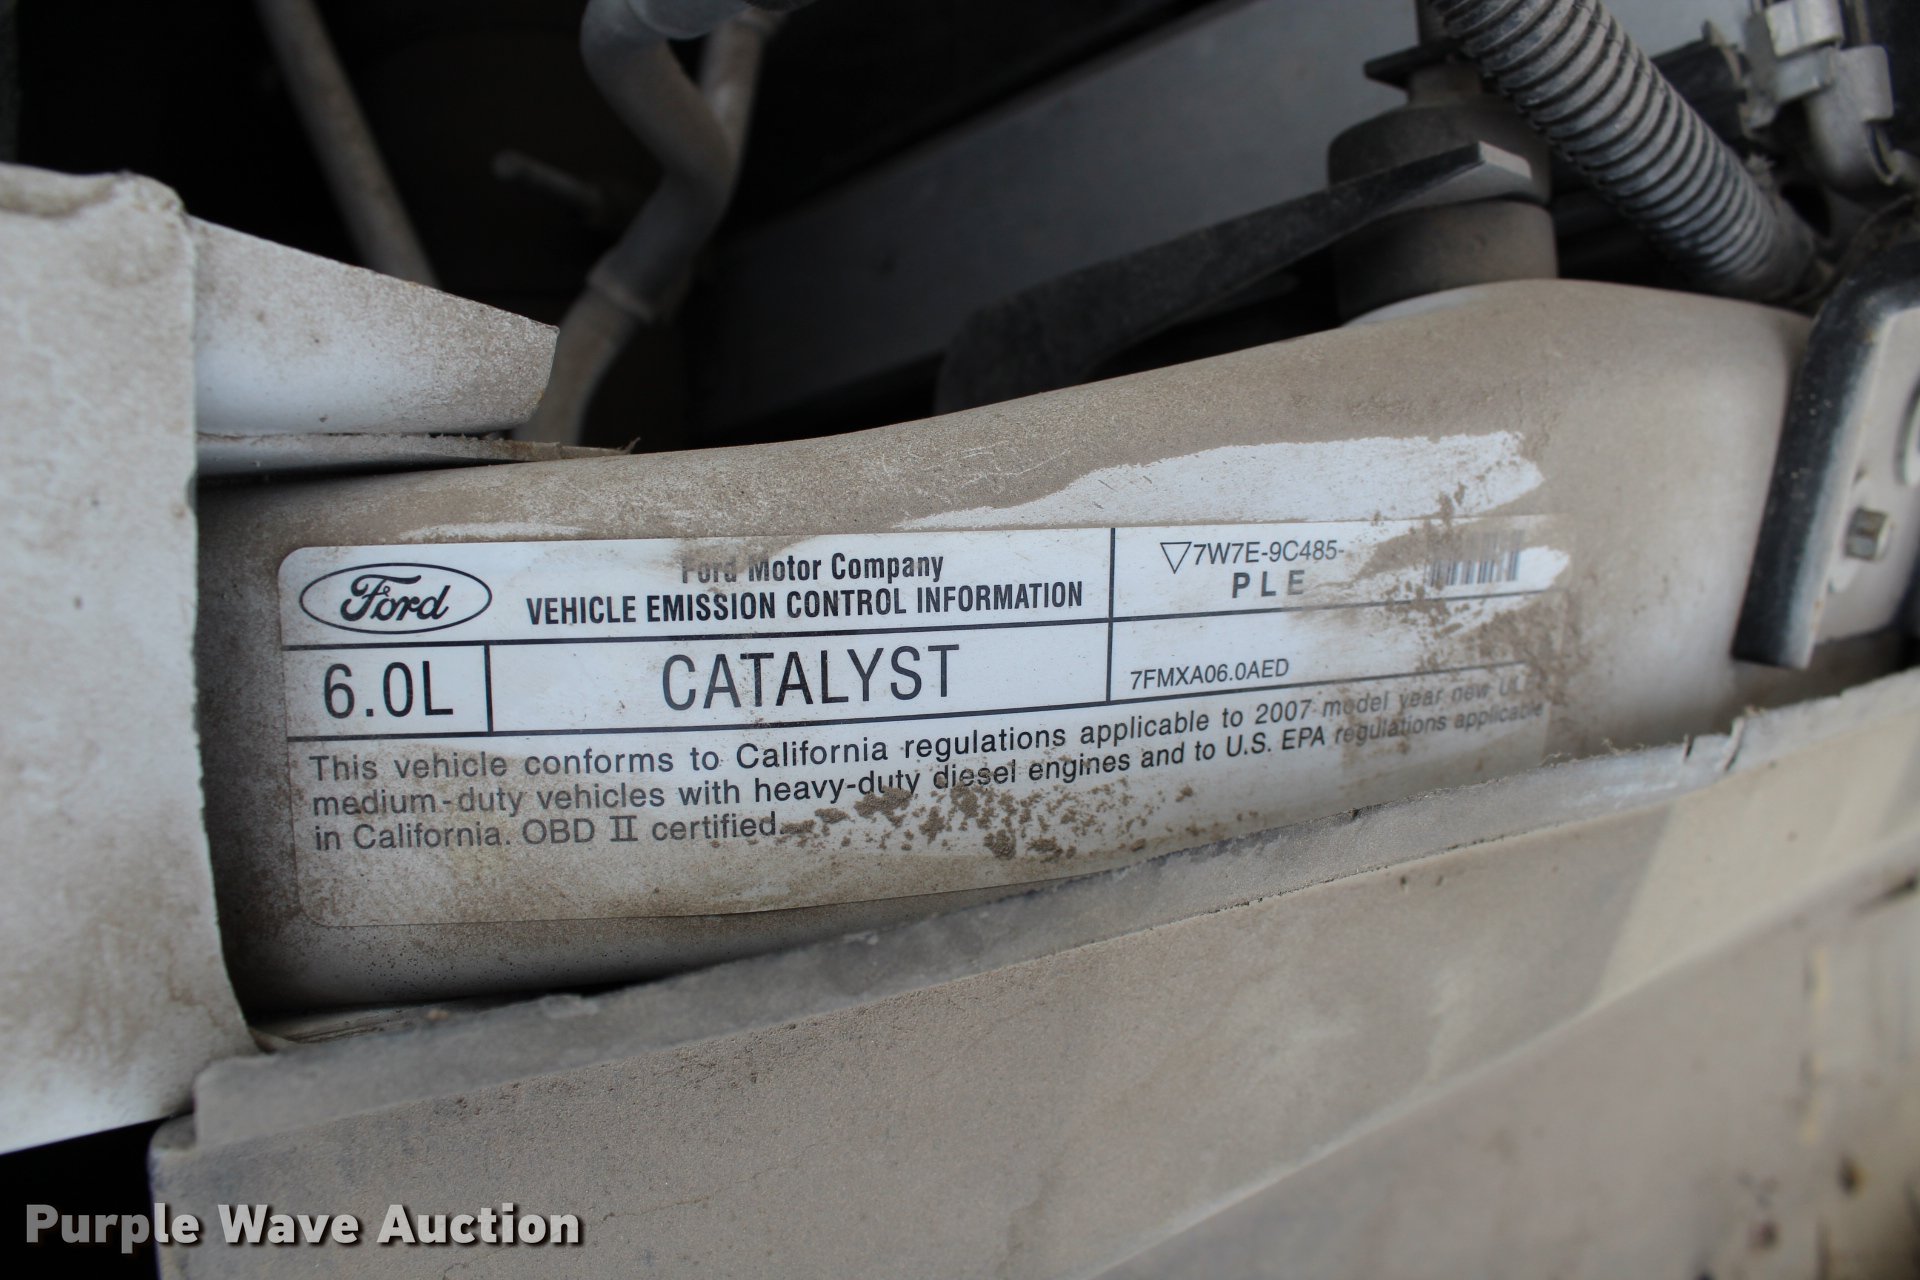 Ford
Ford Motor Company
VEHICLE EMISSION CONTROL INFORMATION
▽7W7E-9C485-
PLE
6.0L
CATALYST
7FMXA06.0AED
This vehicle conforms to California regulations applicable to 2007 model year new
medium-duty vehicles with heavy-duty diesel engines and to U.S. EPA regulations applicable
in California. OBD II certified.
Purple Wave Auction